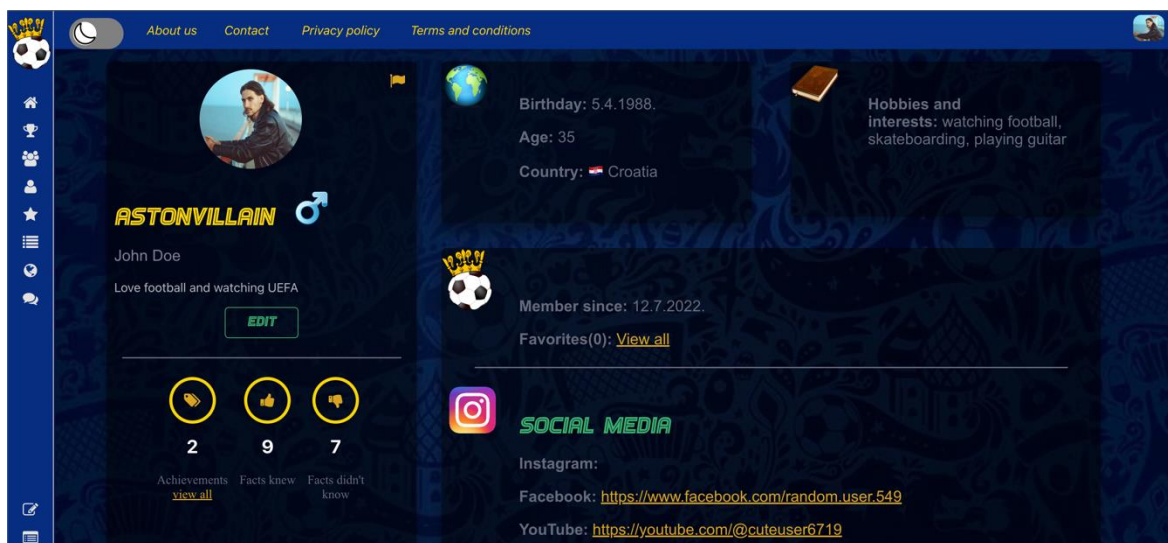 About us Contact Privacy policy Terms and conditions
ASTONVILLAIN
John Doe
Love football and watching UEFA
EDIT
2 9 7
Achievements Facts knew Facts didn't
view all know
Birthday: 5.4.1988.
Age: 35
Country: Croatia
Hobbies and
interests: watching football,
skateboarding, playing guitar
Member since: 12.7.2022.
Favorites(0): View all
SOCIAL MEDIA
Instagram:
Facebook: https://www.facebook.com/random.user.549
YouTube: https://youtube.com/@cuteuser6719